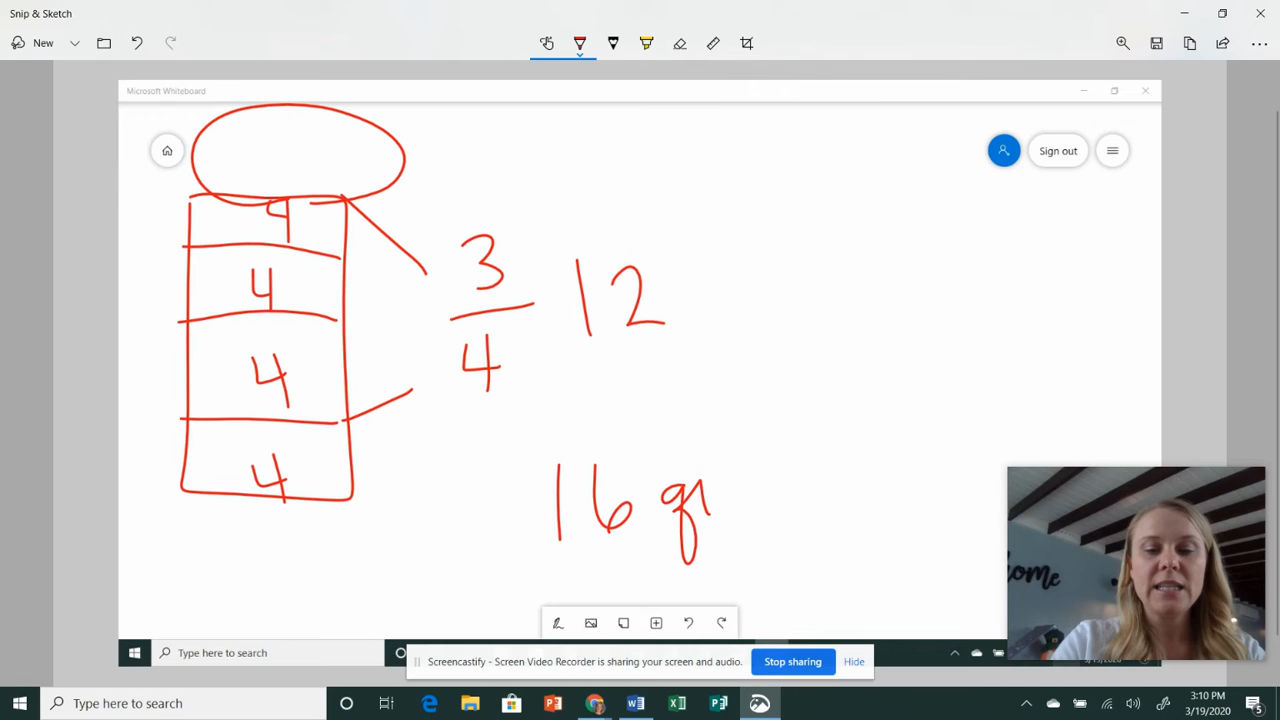 Snip & Sketch
New
Microsoft Whiteboard
Sign out
4
4
4
4
3
4
12
16
home
Type here to search
Screencastify - Screen Video Recorder is sharing your screen and audio.
Stop sharing
Hide
Type here to search
3:10 PM
3/19/2020
5